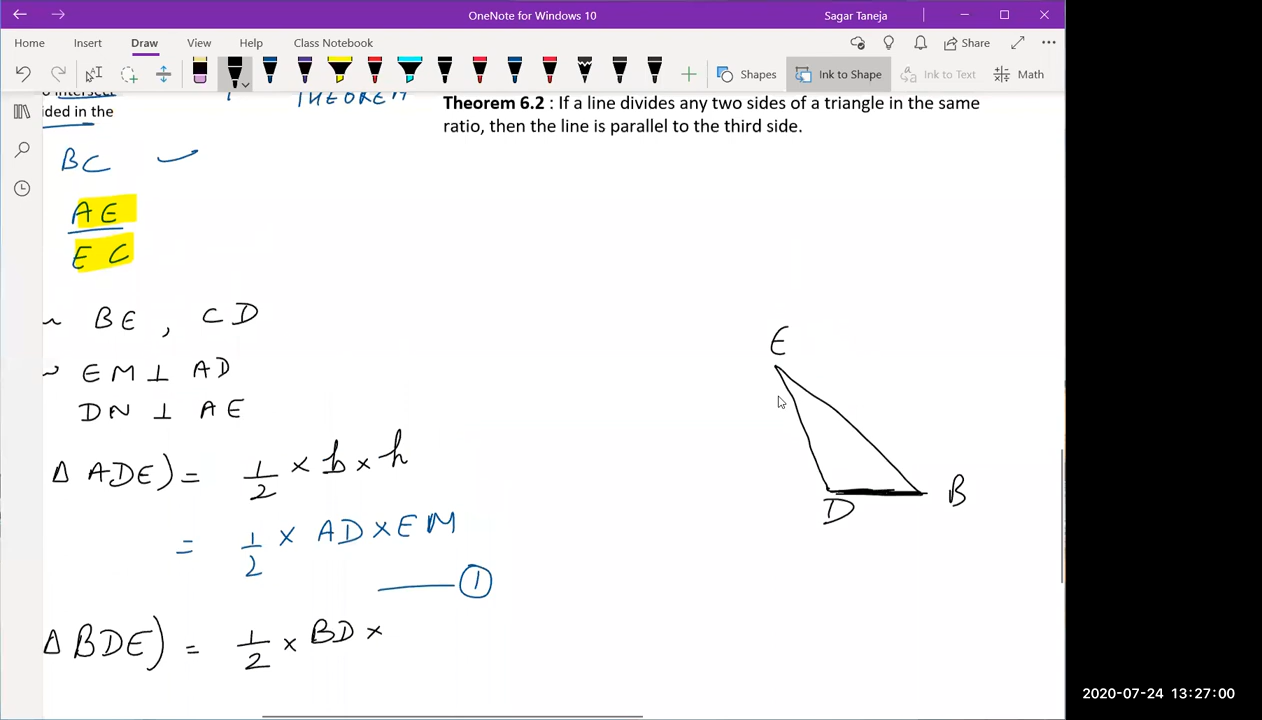 OneNote for Windows 10
Sagar Taneja
Home Insert Draw View Help Class Notebook
Share
Shapes Ink to Shape Ink to Text Math
intersect
ided in the
THEOREM
Theorem 6.2 : If a line divides any two sides of a triangle in the same
ratio, then the line is parallel to the third side.
BC
AE
EC
BE , CD
EM ⊥ AD
DN ⊥ AE
Δ ADE) = 1/2 × b × h
= 1/2 × AD × EM
①
Δ BDE) = 1/2 × BD ×
E
D
B
2020-07-24 13:27:00